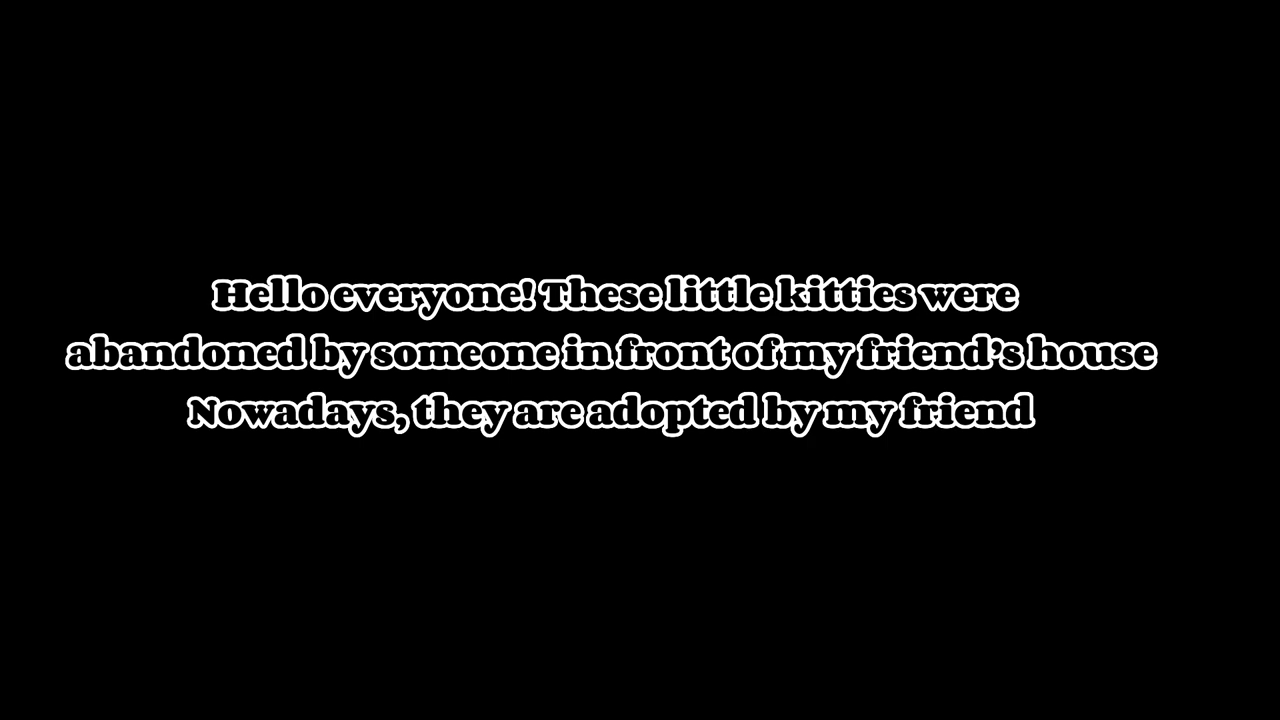 Hello everyone! These little kitties were
abandoned by someone in front of my friend's house
Nowadays, they are adopted by my friend